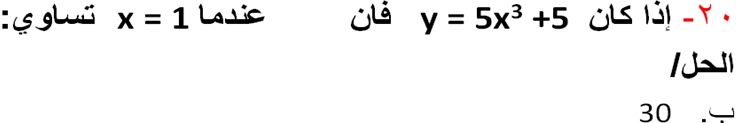 ٢٠- إذا كان y = 5x³ +5 فان عندما x = 1 تساوي:
الحل/
ب. 30